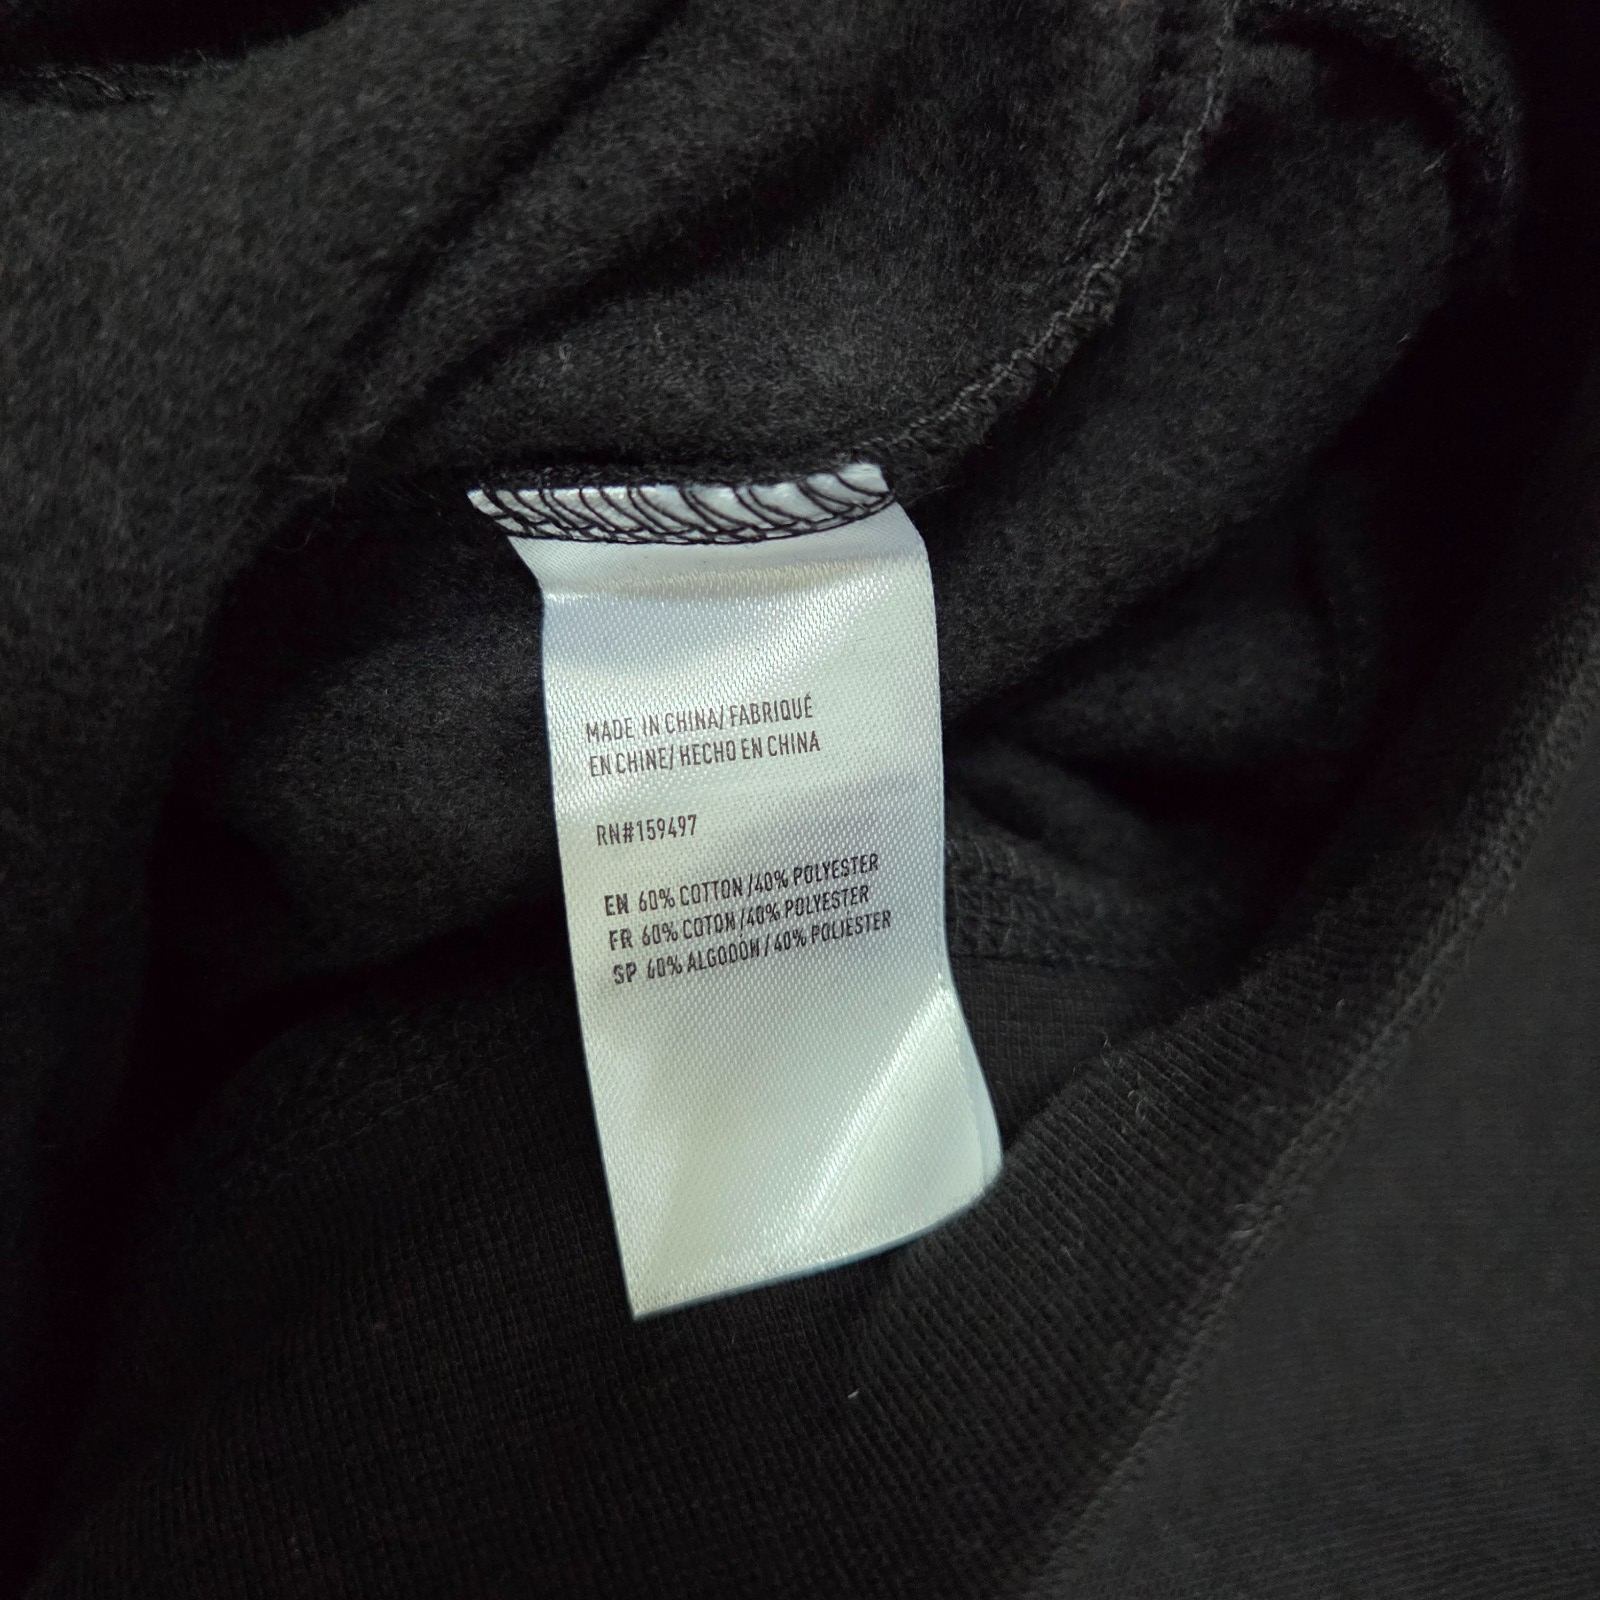 MADE IN CHINA/ FABRIQUÉ
EN CHINE/ HECHO EN CHINA
RN#159497
EN 60% COTTON /40% POLYESTER
FR 60% COTON /40% POLYESTER
SP 60% ALGODON / 40% POLIESTER